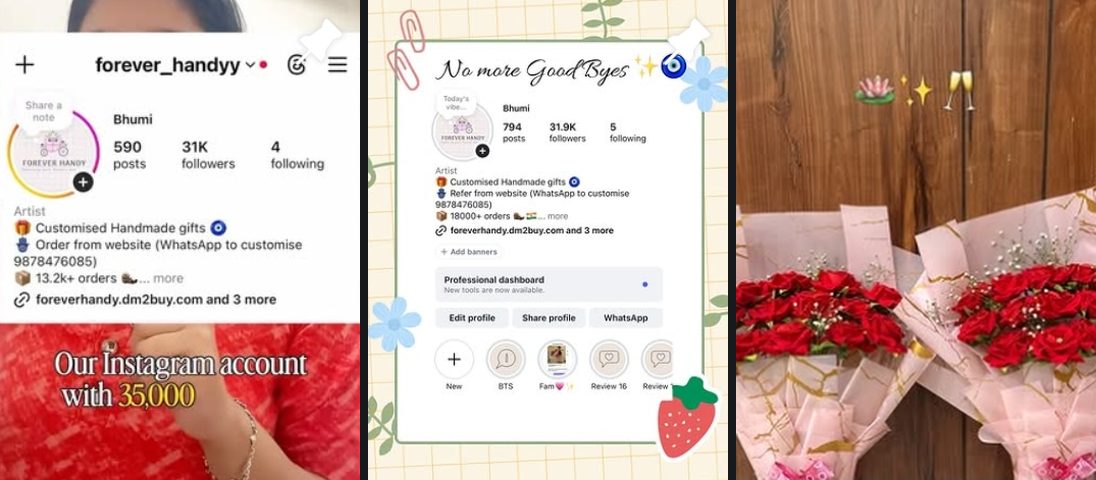 forever_handyy
Share a
note
FOREVER HANDY
Bhumi
590
31K
4
posts
followers
following
Artist
🎁 Customised Handmade gifts 🧿
Order from website (WhatsApp to customise
9878476085)
📦 13.2k+ orders ... more
foreverhandy.dm2buy.com and 3 more
Our Instagram account
with 35,000
No more GoodByes ✨🧿
Today's
vibe...
FOREVER HANDY
Bhumi
794
31.9K
5
posts
followers
following
Artist
🎁 Customised Handmade gifts 🧿
Refer from website (WhatsApp to customise
9878476085)
📦 18000+ orders 🇮🇳... more
foreverhandy.dm2buy.com and 3 more
+ Add banners
Professional dashboard
New tools are now available.
Edit profile
Share profile
WhatsApp
New
BTS
Fam💗✨
Review 16
Review 1
🪷✨🥂